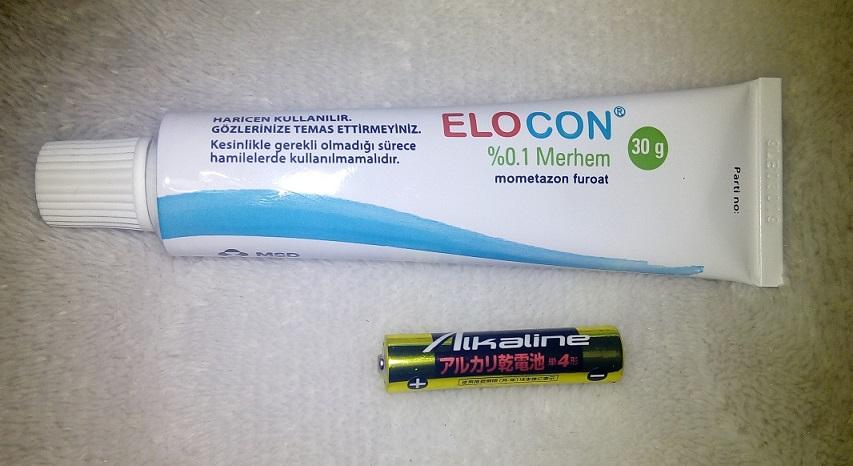 HARİCEN KULLANILIR.
GÖZLERİNİZE TEMAS ETTİRMEYİNİZ.
Kesinlikle gerekli olmadığı sürece
hamilelerde kullanılmamalıdır.
MSD
ELOCON®
%0.1 Merhem
mometazon furoat
30 g
Parti no:
Alkaline
アルカリ乾電池 単4形
+ −